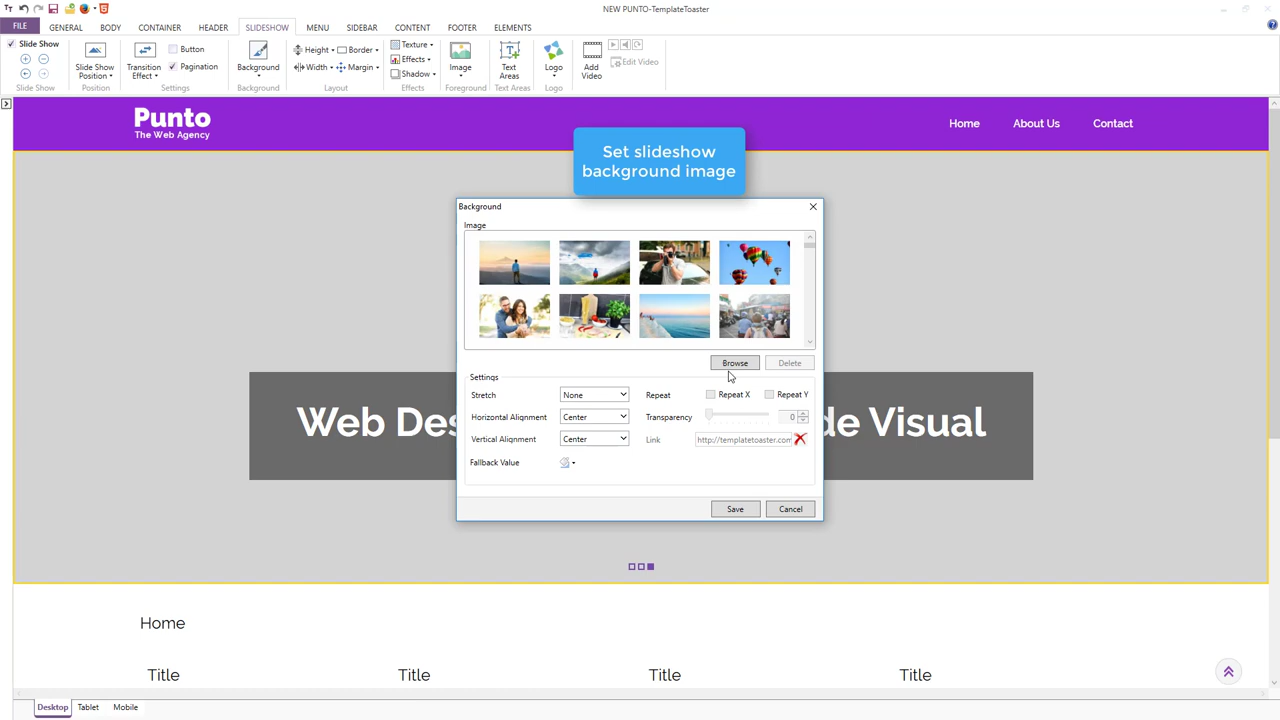 NEW PUNTO-TemplateToaster
FILE GENERAL BODY CONTAINER HEADER SLIDESHOW MENU SIDEBAR CONTENT FOOTER ELEMENTS
Slide Show
Slide Show
Slide Show
Position
Position
Transition
Effect
Button
Pagination
Settings
Background
Background
Height
Border
Width
Margin
Layout
Texture
Effects
Shadow
Effects
Image
Foreground
Text
Areas
Text Areas
Logo
Logo
Add
Video
Edit Video
Punto
The Web Agency
Home About Us Contact
Set slideshow
background image
Background
Image
Browse Delete
Settings
Stretch None Repeat Repeat X Repeat Y
Horizontal Alignment Center Transparency 0
Vertical Alignment Center Link http://templatetoaster.com
Fallback Value
Save Cancel
Web Des
de Visual
Home
Title Title Title Title
Desktop Tablet Mobile